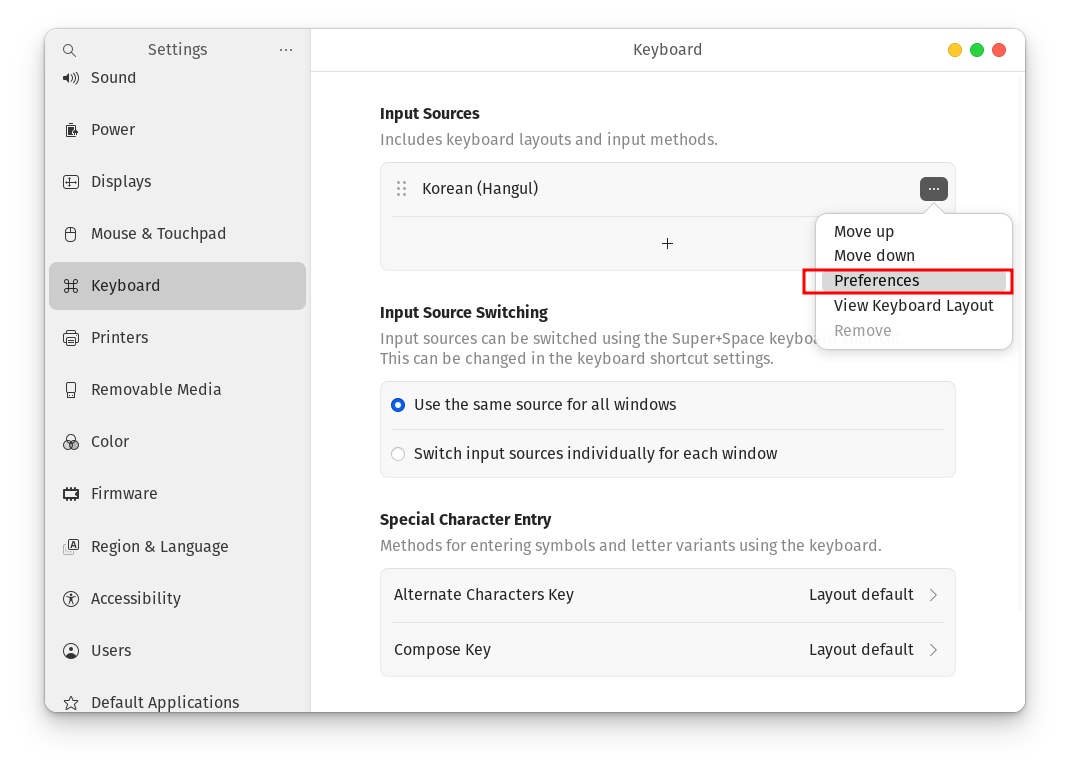 Settings
Keyboard
Sound
Power
Displays
Mouse & Touchpad
Keyboard
Printers
Removable Media
Color
Firmware
Region & Language
Accessibility
Users
Default Applications
Input Sources
Includes keyboard layouts and input methods.
Korean (Hangul)
Move up
Move down
Preferences
View Keyboard Layout
Remove
Input Source Switching
Input sources can be switched using the Super+Space keyboard shortcut.
This can be changed in the keyboard shortcut settings.
Use the same source for all windows
Switch input sources individually for each window
Special Character Entry
Methods for entering symbols and letter variants using the keyboard.
Alternate Characters Key
Layout default
Compose Key
Layout default